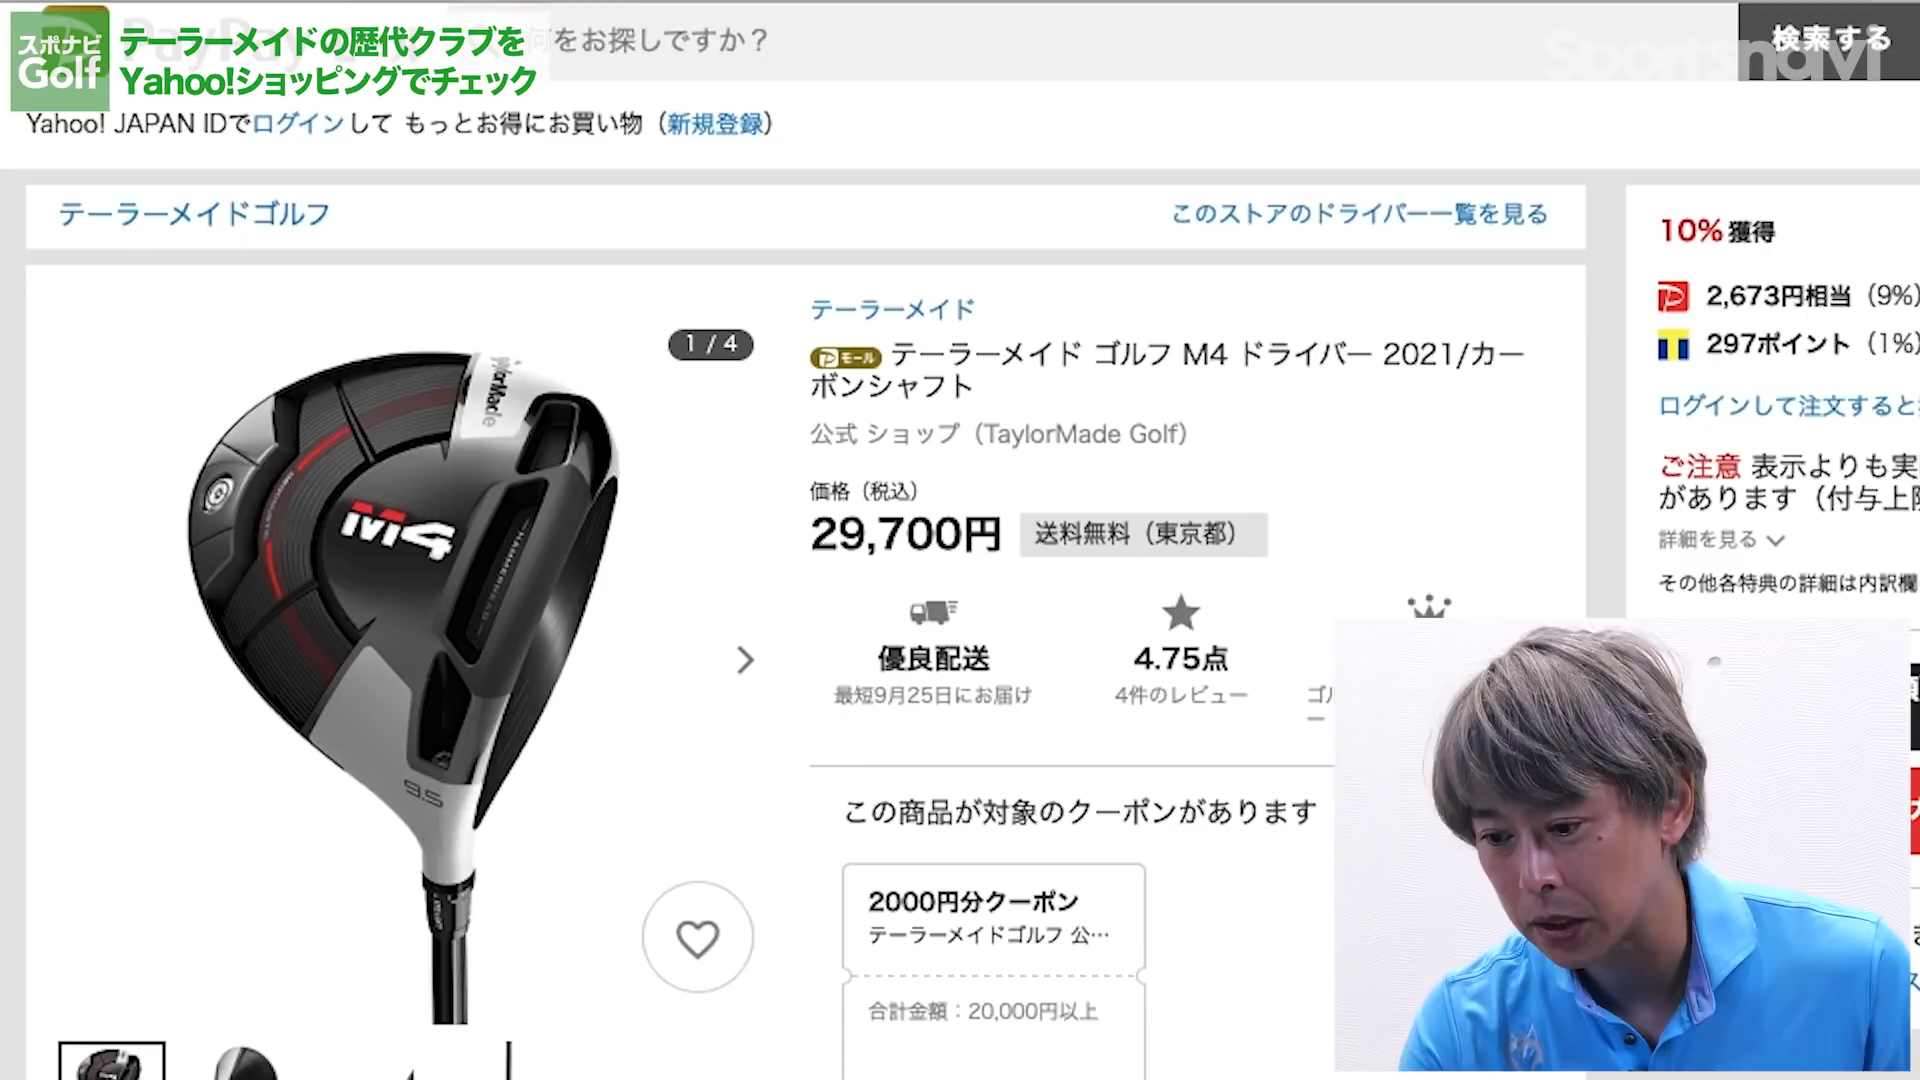 スポナビ
Golf
テーラーメイドの歴代クラブを
Yahoo!ショッピングでチェック
何をお探しですか？
検索する
Sportsnavi
Yahoo! JAPAN IDでログインして もっとお得にお買い物（新規登録）
テーラーメイドゴルフ
このストアのドライバー一覧を見る
10%獲得
2,673円相当（9%）
297ポイント（1%）
ログインして注文すると
ご注意 表示よりも実
があります（付与上限
詳細を見る
その他各特典の詳細は内訳欄
1 / 4
テーラーメイド
モール テーラーメイド ゴルフ M4 ドライバー 2021/カー
ボンシャフト
公式 ショップ（TaylorMade Golf）
価格（税込）
29,700円
送料無料（東京都）
優良配送
最短9月25日にお届け
4.75点
4件のレビュー
ゴル
ー
この商品が対象のクーポンがあります
2000円分クーポン
テーラーメイドゴルフ 公…
合計金額：20,000円以上
TaylorMade
M4
HAMMERHEAD
9.5